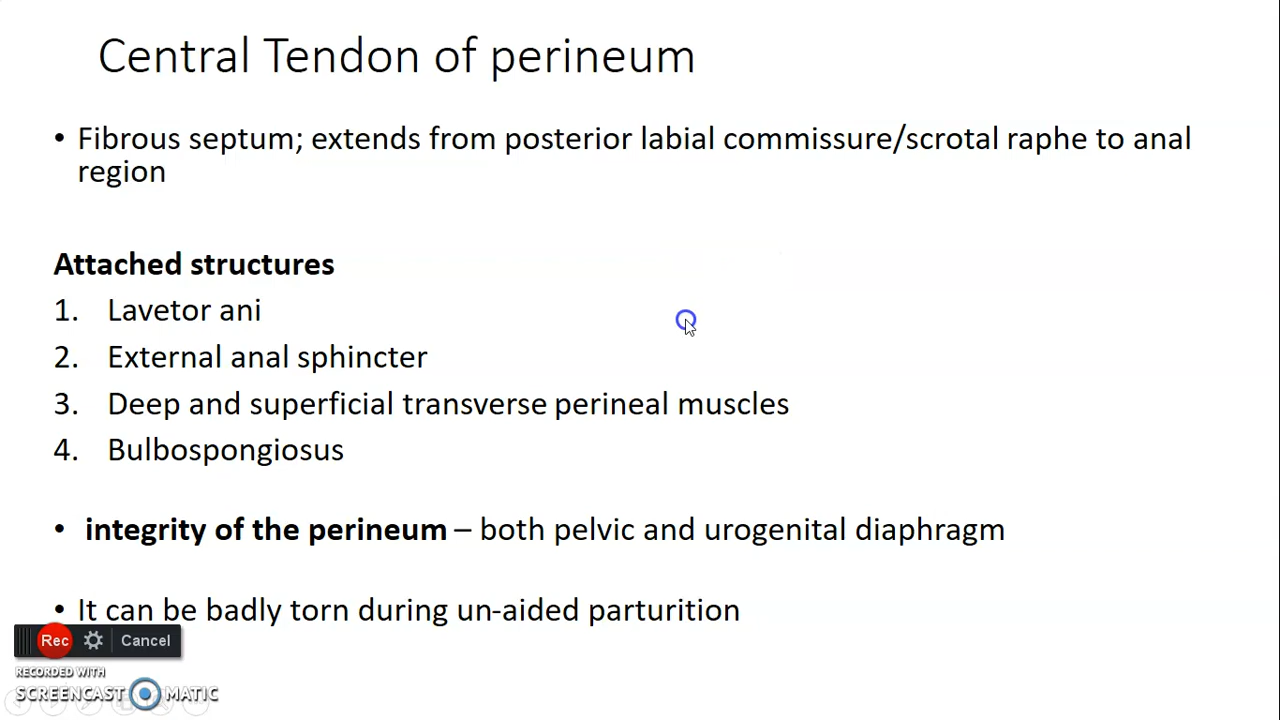 Central Tendon of perineum
• Fibrous septum; extends from posterior labial commissure/scrotal raphe to anal
region
Attached structures
1. Lavetor ani
2. External anal sphincter
3. Deep and superficial transverse perineal muscles
4. Bulbospongiosus
• integrity of the perineum – both pelvic and urogenital diaphragm
• It can be badly torn during un-aided parturition
Rec Cancel
RECORDED WITH
SCREENCAST MATIC